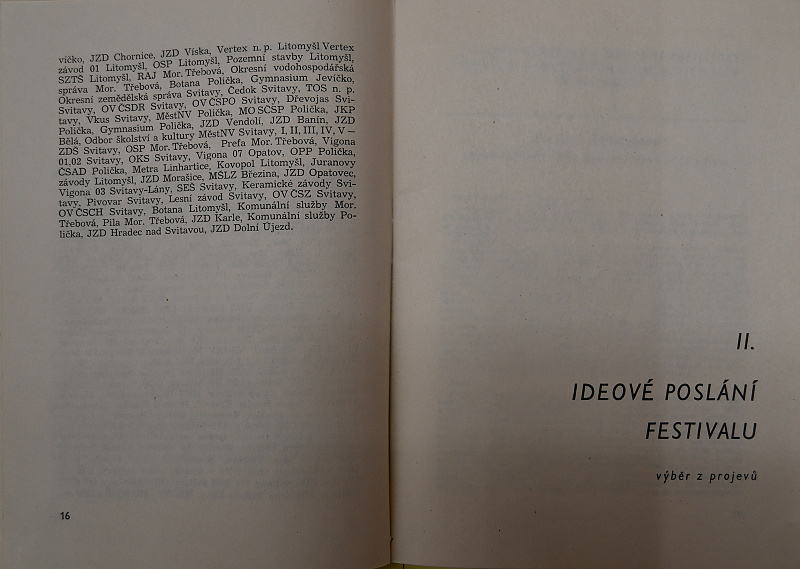 víčko, JZD Chornice, JZD Víska, Vertex n. p. Litomyšl Vertex
závod 01 Litomyšl, OSP Litomyšl, Pozemní stavby Litomyšl,
SZTŠ Litomyšl, RAJ Mor. Třebová, Okresní vodohospodářská
správa Mor. Třebová, Botana Polička, Gymnasium Jevíčko,
Okresní zemědělská správa Svitavy, Čedok Svitavy, TOS n. p.
Svitavy, OV ČSDR Svitavy, OV ČSPO Svitavy, Dřevojas Svi-
tavy, Vkus Svitavy, MěstNV Polička, MO SČSP Polička, JKP
Polička, Gymnasium Polička, JZD Vendolí, JZD Banín, JZD
Bělá, Odbor školství a kultury MěstNV Svitavy, I, II, III, IV, V —
ZDŠ Svitavy, OSP Mor. Třebová, Prefa Mor. Třebová, Vigona
01,02 Svitavy, OKS Svitavy, Vigona 07 Opatov, OPP Polička,
ČSAD Polička, Metra Linhartice, Kovopol Litomyšl, Juranovy
závody Litomyšl, JZD Morašice, MSLZ Březina, JZD Opatovec,
Vigona 03 Svitavy-Lány, SEŠ Svitavy, Keramické závody Svi-
tavy, Pivovar Svitavy, Lesní závod Svitavy, OV ČSZ Svitavy,
OV ČSCH Svitavy, Botana Litomyšl, Komunální služby Mor.
Třebová, Pila Mor. Třebová, JZD Karle, Komunální služby Po-
lička, JZD Hradec nad Svitavou, JZD Dolní Újezd.
16
II.
IDEOVÉ POSLÁNÍ
FESTIVALU
výběr z projevů